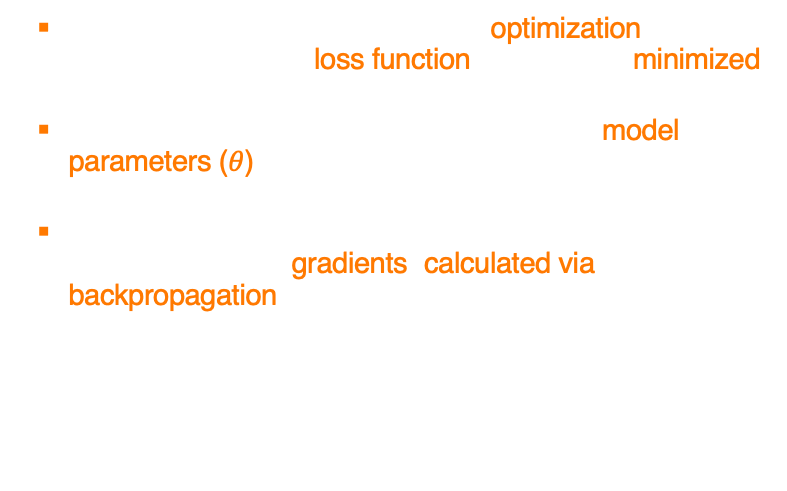 ▪ optimization
loss function minimized
▪ model
parameters (θ)
▪
gradients calculated via
backpropagation